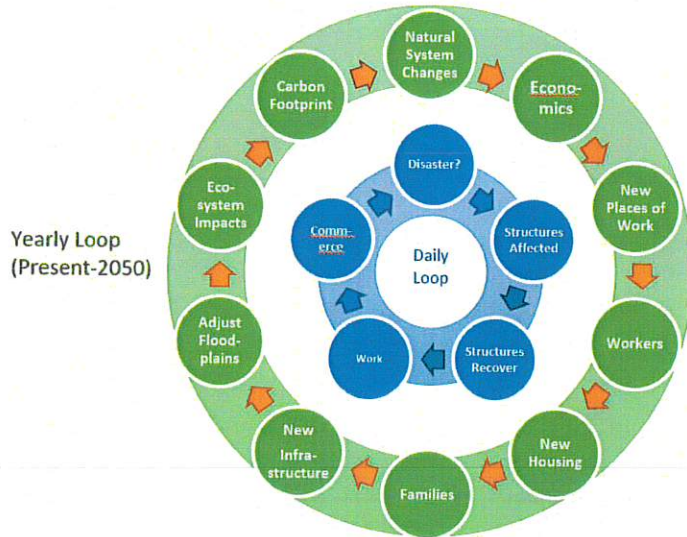 Natural
System
Changes
Econo-
mics
New
Places of
Work
Workers
New
Housing
Families
New
Infra-
structure
Adjust
Flood-
plains
Eco-
system
Impacts
Carbon
Footprint
Disaster?
Structures
Affected
Structures
Recover
Work
Comm-
erce
Daily
Loop
Yearly Loop
(Present-2050)